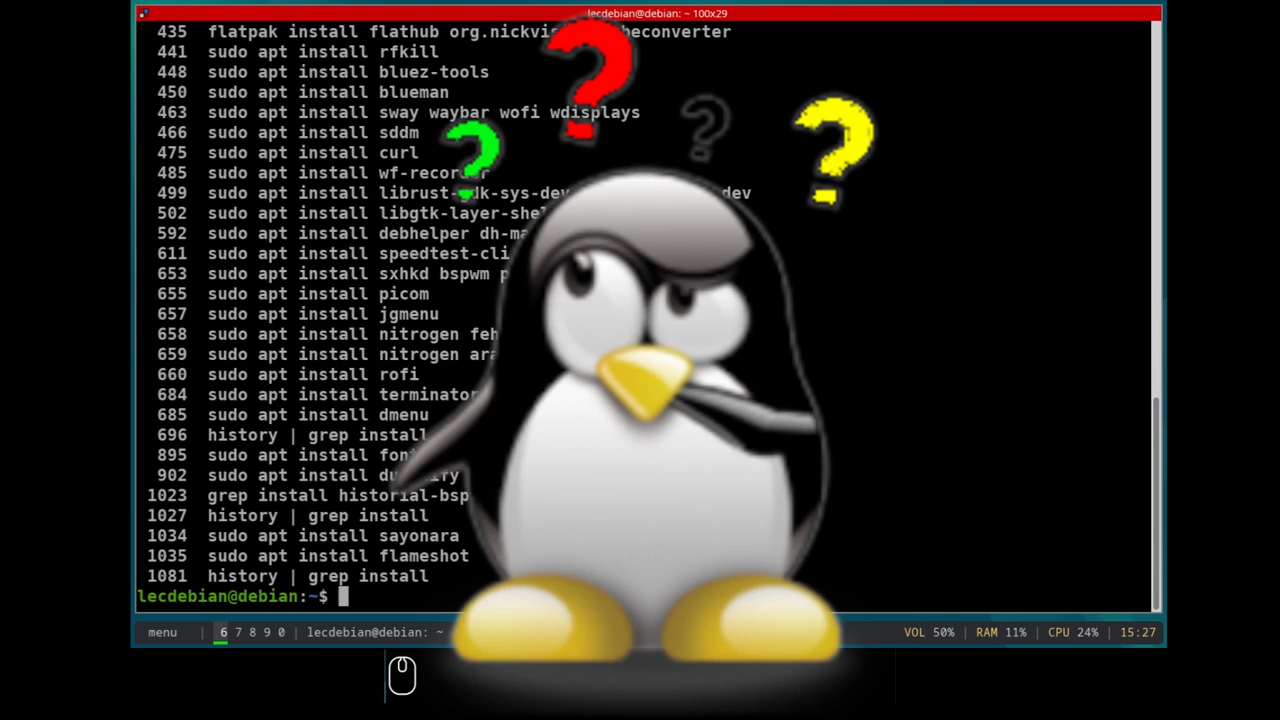 lecdebian@debian: ~ 100x29
435 flatpak install flathub org.nickvis beconverter
441 sudo apt install rfkill
448 sudo apt install bluez-tools
450 sudo apt install blueman
463 sudo apt install sway waybar wofi wdisplays
466 sudo apt install sddm
475 sudo apt install curl
485 sudo apt install wf-recorder
499 sudo apt install dev
502 sudo apt install libgtk-layer-shel
592 sudo apt install debhelper dh-ma
611 sudo apt install speedtest-cli
653 sudo apt install sxhkd bspwm p
655 sudo apt install picom
657 sudo apt install jgmenu
658 sudo apt install nitrogen feh
659 sudo apt install nitrogen ara
660 sudo apt install rofi
684 sudo apt install terminator
685 sudo apt install dmenu
696 history | grep install
895 sudo apt install fon
902 sudo apt install
1023 grep install historial-bsp
1027 history | grep install
1034 sudo apt install sayonara
1035 sudo apt install flameshot
1081 history | grep install
lecdebian@debian:~$
menu | 6 7 8 9 0 | lecdebian@debian: ~ VOL 50% | RAM 11% | CPU 24% | 15:27